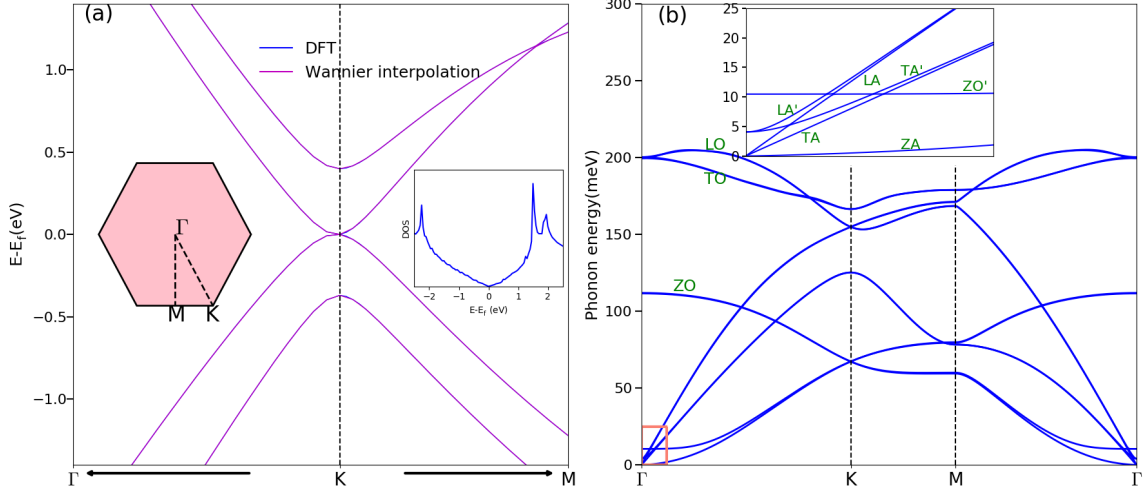 (a)
DFT
Wannier interpolation
E-E_f(eV)
1.0
0.5
0.0
−0.5
−1.0
Γ
M
K
DOS
−2
−1
0
1
2
E-E_f (eV)
Γ
K
M
(b)
Phonon energy(meV)
300
250
200
150
100
50
0
25
20
15
10
5
0
LA
TA'
ZO'
LA'
TA
ZA
LO
TO
ZO
Γ
K
M
Γ